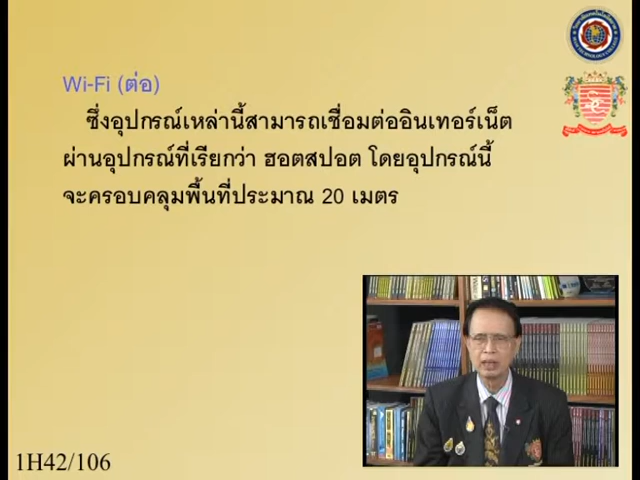 Wi-Fi (ต่อ)
ซึ่งอุปกรณ์เหล่านี้สามารถเชื่อมต่ออินเทอร์เน็ต
ผ่านอุปกรณ์ที่เรียกว่า ฮอตสปอต โดยอุปกรณ์นี้
จะครอบคลุมพื้นที่ประมาณ 20 เมตร
1H42/106